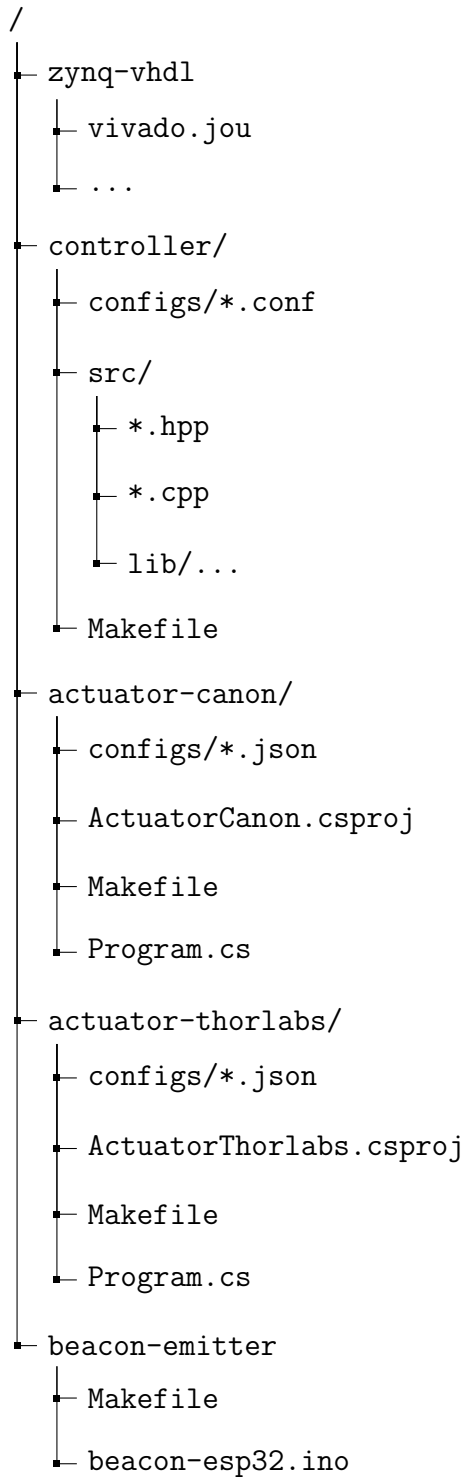 /
zynq-vhdl
vivado.jou
...
controller/
configs/*.conf
src/
*.hpp
*.cpp
lib/...
Makefile
actuator-canon/
configs/*.json
ActuatorCanon.csproj
Makefile
Program.cs
actuator-thorlabs/
configs/*.json
ActuatorThorlabs.csproj
Makefile
Program.cs
beacon-emitter
Makefile
beacon-esp32.ino